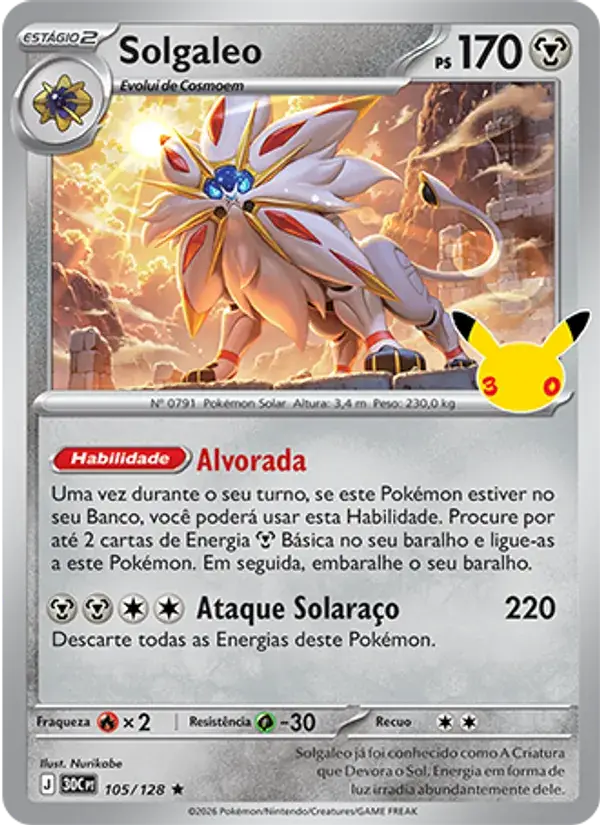 ESTÁGIO 2
Solgaleo
PS 170
Evolui de Cosmoem
30
Nº 0791 Pokémon Solar Altura: 3,4 m Peso: 230,0 kg
Habilidade Alvorada
Uma vez durante o seu turno, se este Pokémon estiver no
seu Banco, você poderá usar esta Habilidade. Procure por
até 2 cartas de Energia Básica no seu baralho e ligue-as
a este Pokémon. Em seguida, embaralhe o seu baralho.
Ataque Solaraço 220
Descarte todas as Energias deste Pokémon.
Fraqueza ×2 Resistência -30 Recuo
Ilust. Nurikabe
Solgaleo já foi conhecido como A Criatura
que Devora o Sol. Energia em forma de
luz irradia abundantemente dele.
J 30C PT 105/128 ★
©2026 Pokémon/Nintendo/Creatures/GAME FREAK